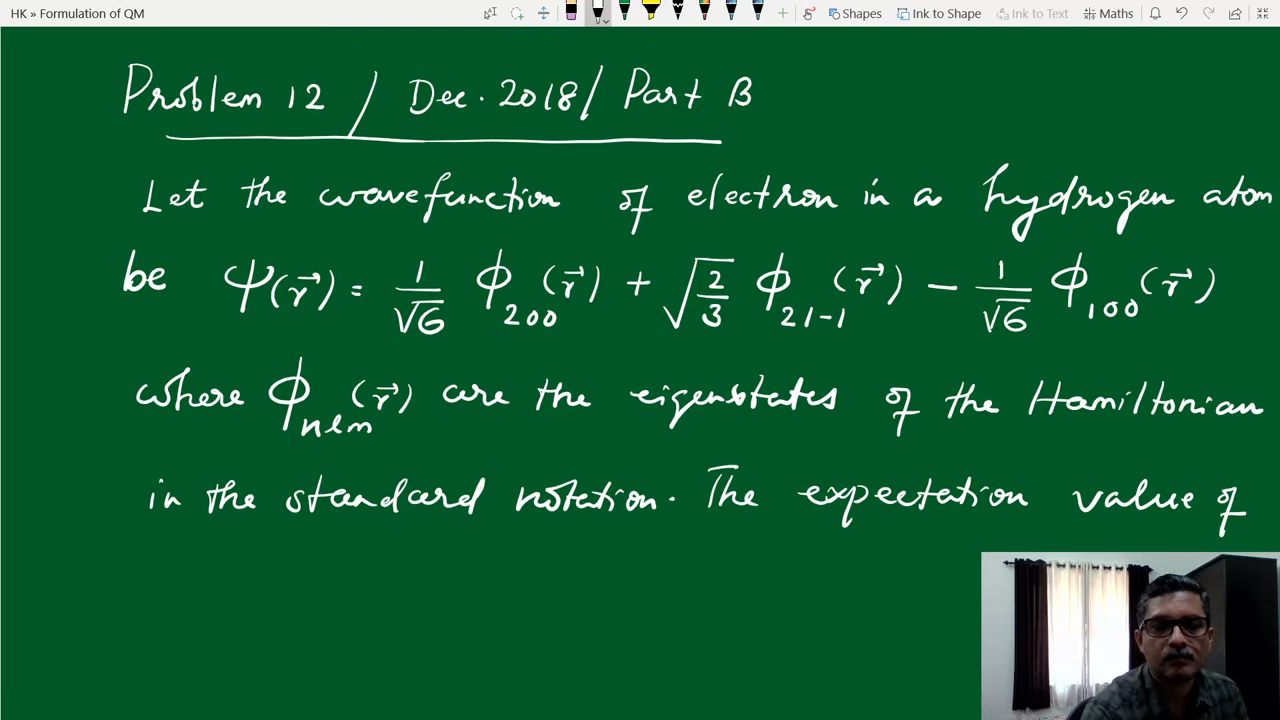 HK » Formulation of QM
Shapes Ink to Shape Ink to Text Maths
Problem 12 / Dec. 2018 / Part B
Let the wavefunction of electron in a hydrogen atom
be ψ(r⃗) = 1/√6 ϕ₂₀₀(r⃗) + √(2/3) ϕ₂₁₋₁(r⃗) − 1/√6 ϕ₁₀₀(r⃗)
where ϕₙₗₘ(r⃗) are the eigenstates of the Hamiltonian
in the standard notation. The expectation value of